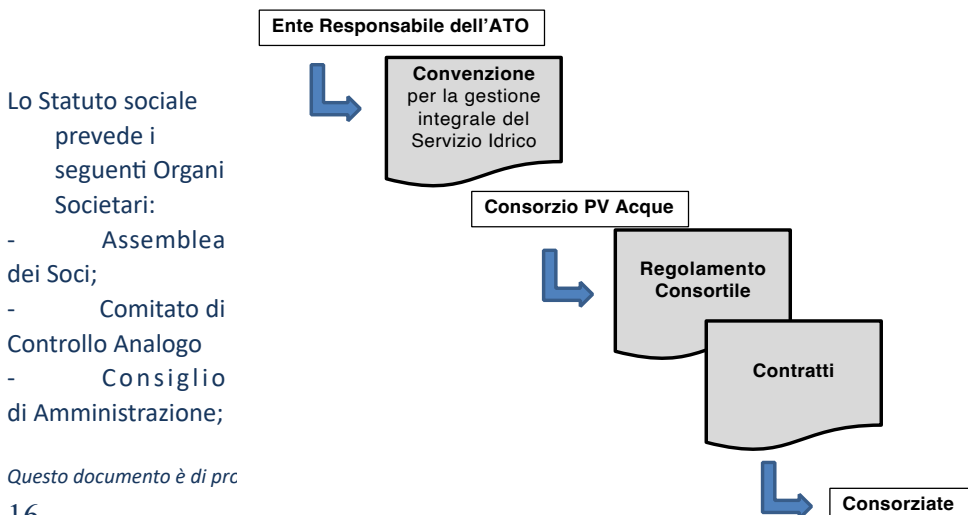 Ente Responsabile dell'ATO
Convenzione
per la gestione
integrale del
Servizio Idrico
Consorzio PV Acque
Regolamento
Consortile
Contratti
Consorziate
Lo Statuto sociale
prevede i
seguenti Organi
Societari:
- Assemblea
dei Soci;
- Comitato di
Controllo Analogo
- Consiglio
di Amministrazione;
Questo documento è di
16